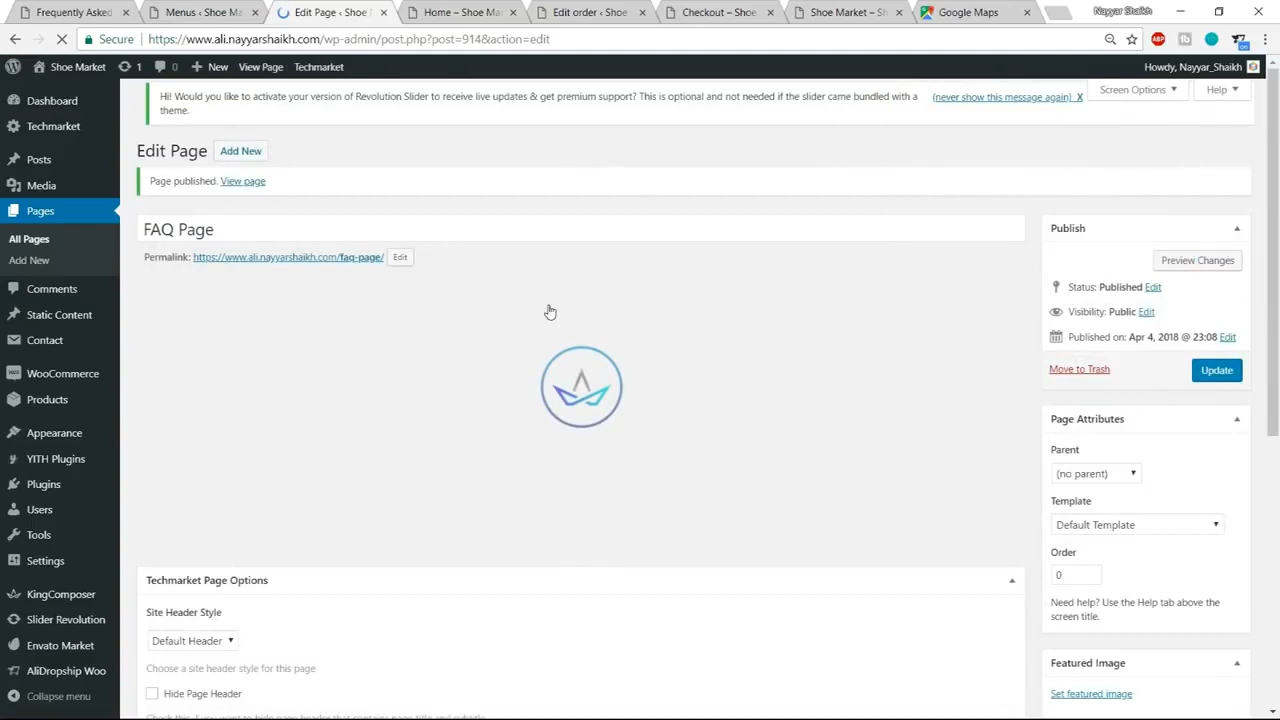 Frequently Asked
Menus ‹ Shoe Ma
Edit Page ‹ Shoe
Home – Shoe Mar
Edit order ‹ Shoe
Checkout – Shoe
Shoe Market – Sh
Google Maps
Nayyar Shaikh
Secure
https://www.ali.nayyarshaikh.com/wp-admin/post.php?post=914&action=edit
ABP
Shoe Market
1
0
New
View Page
Techmarket
Howdy, Nayyar_Shaikh
Hi! Would you like to activate your version of Revolution Slider to receive live updates & get premium support? This is optional and not needed if the slider came bundled with a
theme.
(never show this message again) X
Screen Options
Help
Edit Page
Add New
Page published. View page
FAQ Page
Permalink: https://www.ali.nayyarshaikh.com/faq-page/
Edit
Dashboard
Techmarket
Posts
Media
Pages
All Pages
Add New
Comments
Static Content
Contact
WooCommerce
Products
Appearance
YITH Plugins
Plugins
Users
Tools
Settings
KingComposer
Slider Revolution
Envato Market
AliDropship Woo
Collapse menu
Techmarket Page Options
Site Header Style
Default Header
Choose a site header style for this page
Hide Page Header
Publish
Preview Changes
Status: Published Edit
Visibility: Public Edit
Published on: Apr 4, 2018 @ 23:08 Edit
Move to Trash
Update
Page Attributes
Parent
(no parent)
Template
Default Template
Order
0
Need help? Use the Help tab above the
screen title.
Featured Image
Set featured image